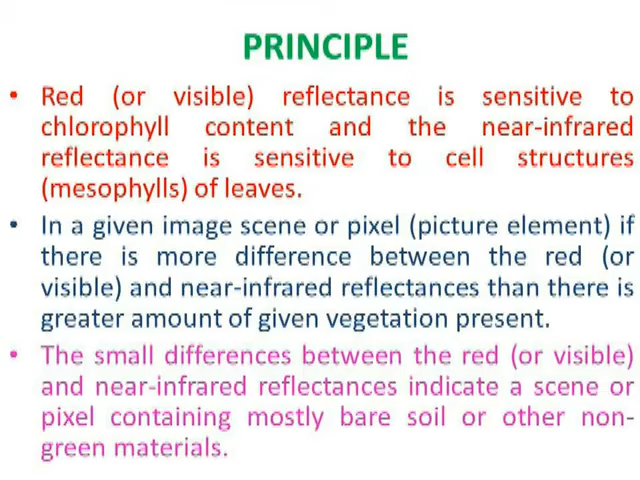 PRINCIPLE
• Red (or visible) reflectance is sensitive to
chlorophyll content and the near-infrared
reflectance is sensitive to cell structures
(mesophylls) of leaves.
• In a given image scene or pixel (picture element) if
there is more difference between the red (or
visible) and near-infrared reflectances than there is
greater amount of given vegetation present.
• The small differences between the red (or visible)
and near-infrared reflectances indicate a scene or
pixel containing mostly bare soil or other non-
green materials.